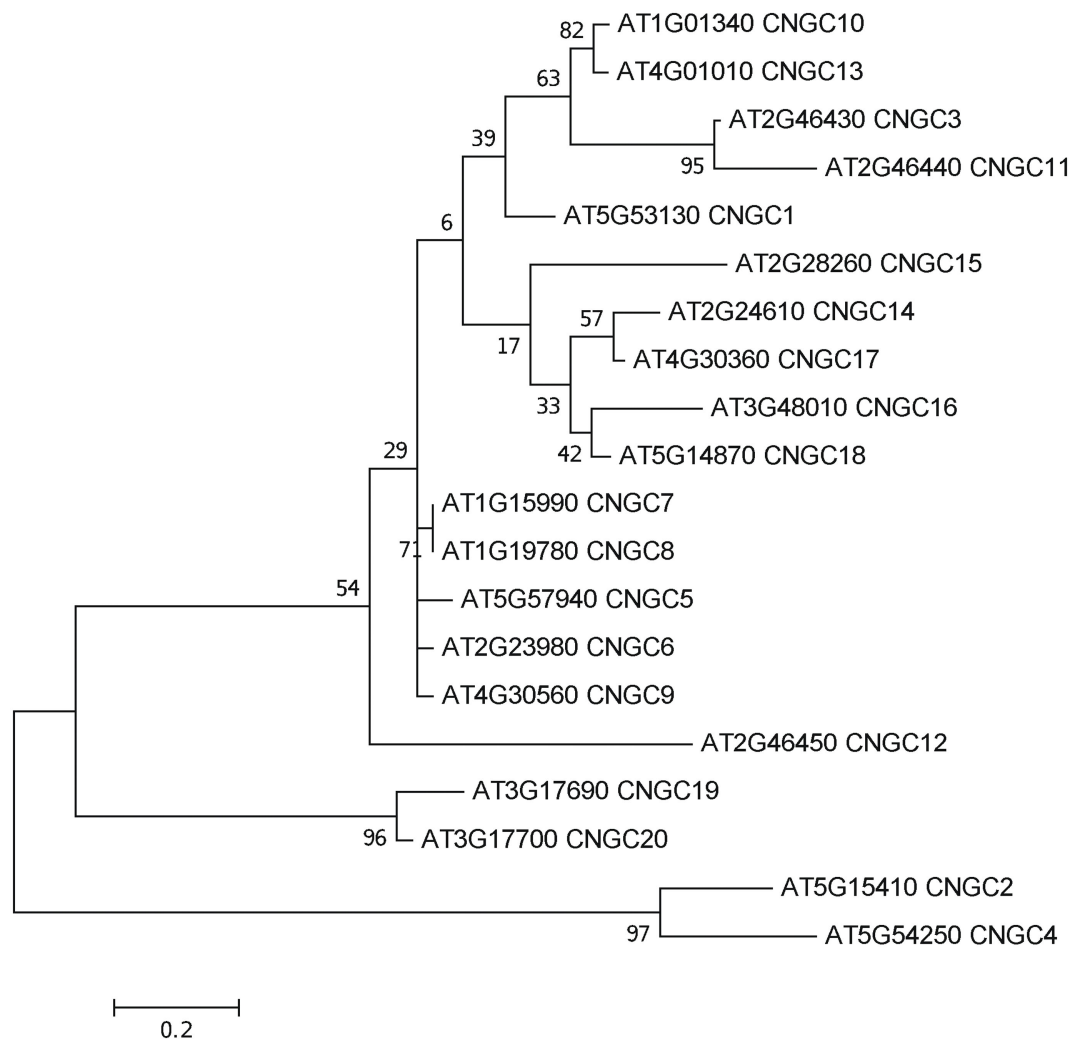 82
AT1G01340 CNGC10
AT4G01010 CNGC13
63
AT2G46430 CNGC3
95
AT2G46440 CNGC11
39
AT5G53130 CNGC1
6
AT2G28260 CNGC15
57
AT2G24610 CNGC14
17
AT4G30360 CNGC17
33
AT3G48010 CNGC16
42
AT5G14870 CNGC18
29
AT1G15990 CNGC7
71
AT1G19780 CNGC8
54
AT5G57940 CNGC5
AT2G23980 CNGC6
AT4G30560 CNGC9
AT2G46450 CNGC12
AT3G17690 CNGC19
96
AT3G17700 CNGC20
AT5G15410 CNGC2
97
AT5G54250 CNGC4
0.2